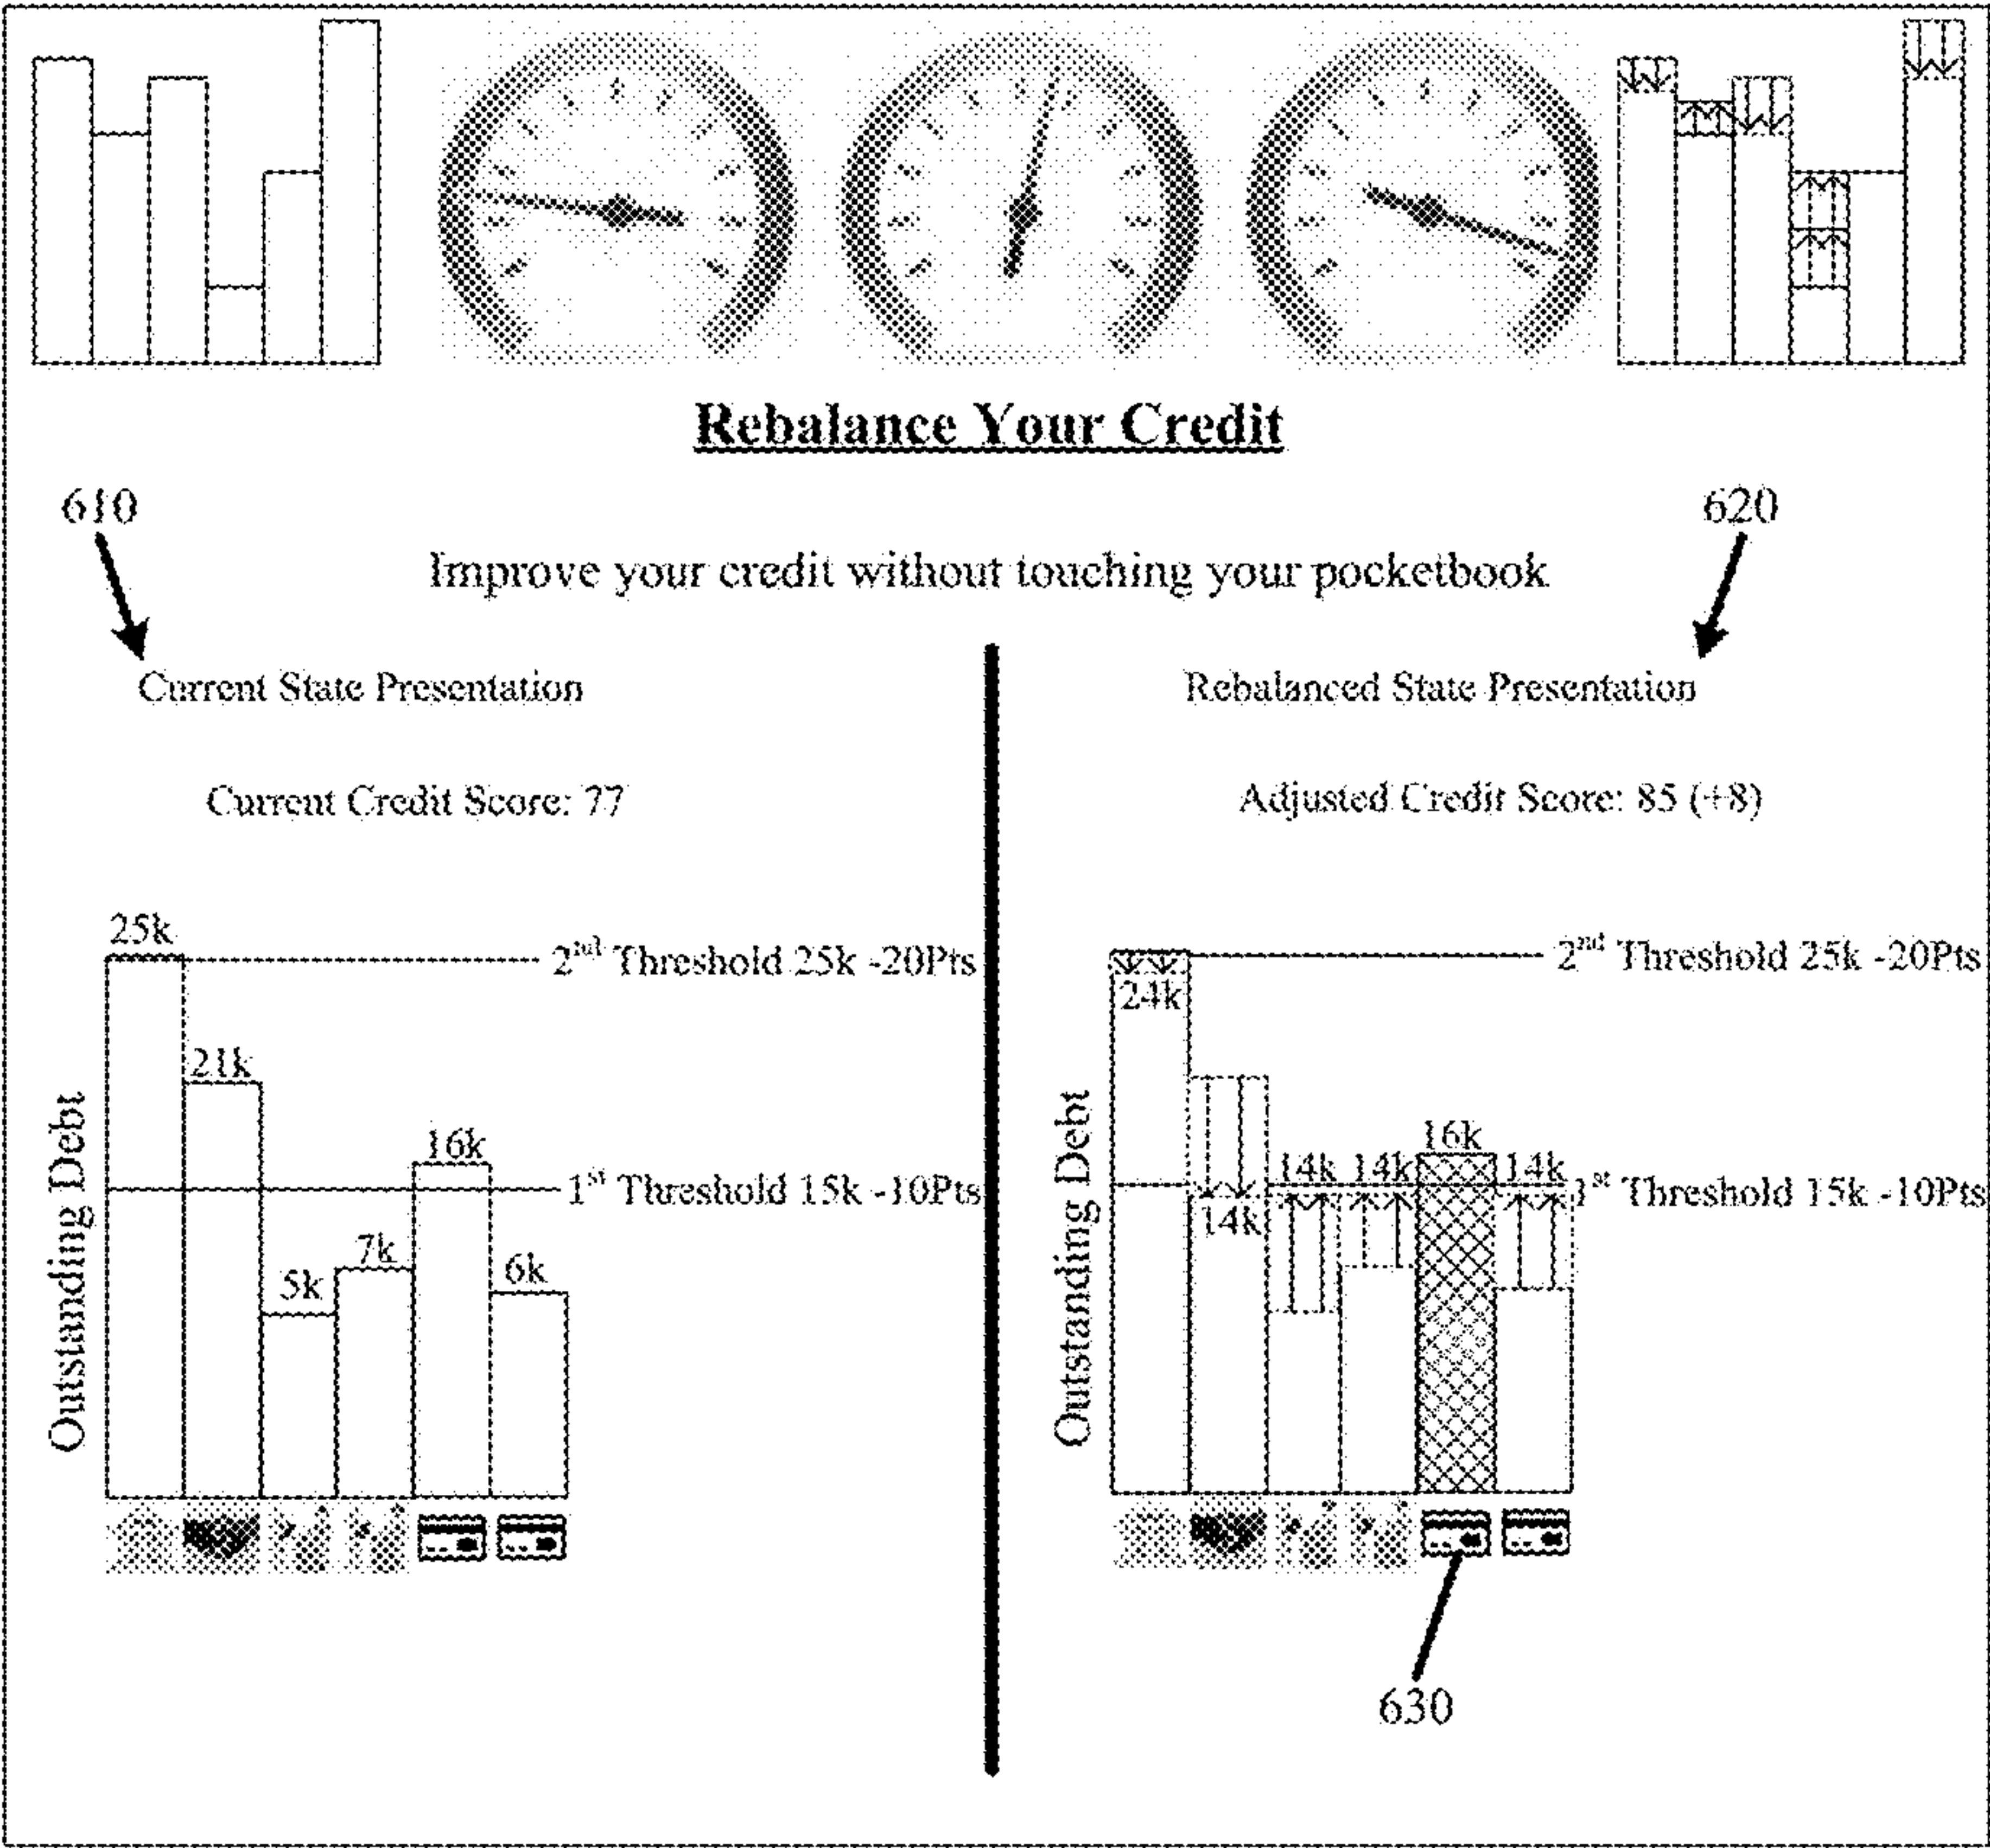 Rebalance Your Credit
610
620
Improve your credit without touching your pocketbook
Current State Presentation
Current Credit Score: 77
25k
2nd Threshold 25k -20Pts
21k
16k
1st Threshold 15k -10Pts
7k
5k
6k
Outstanding Debt
Rebalanced State Presentation
Adjusted Credit Score: 85 (+8)
2nd Threshold 25k -20Pts
24k
16k
14k 14k 14k
1st Threshold 15k -10Pts
14k
Outstanding Debt
630